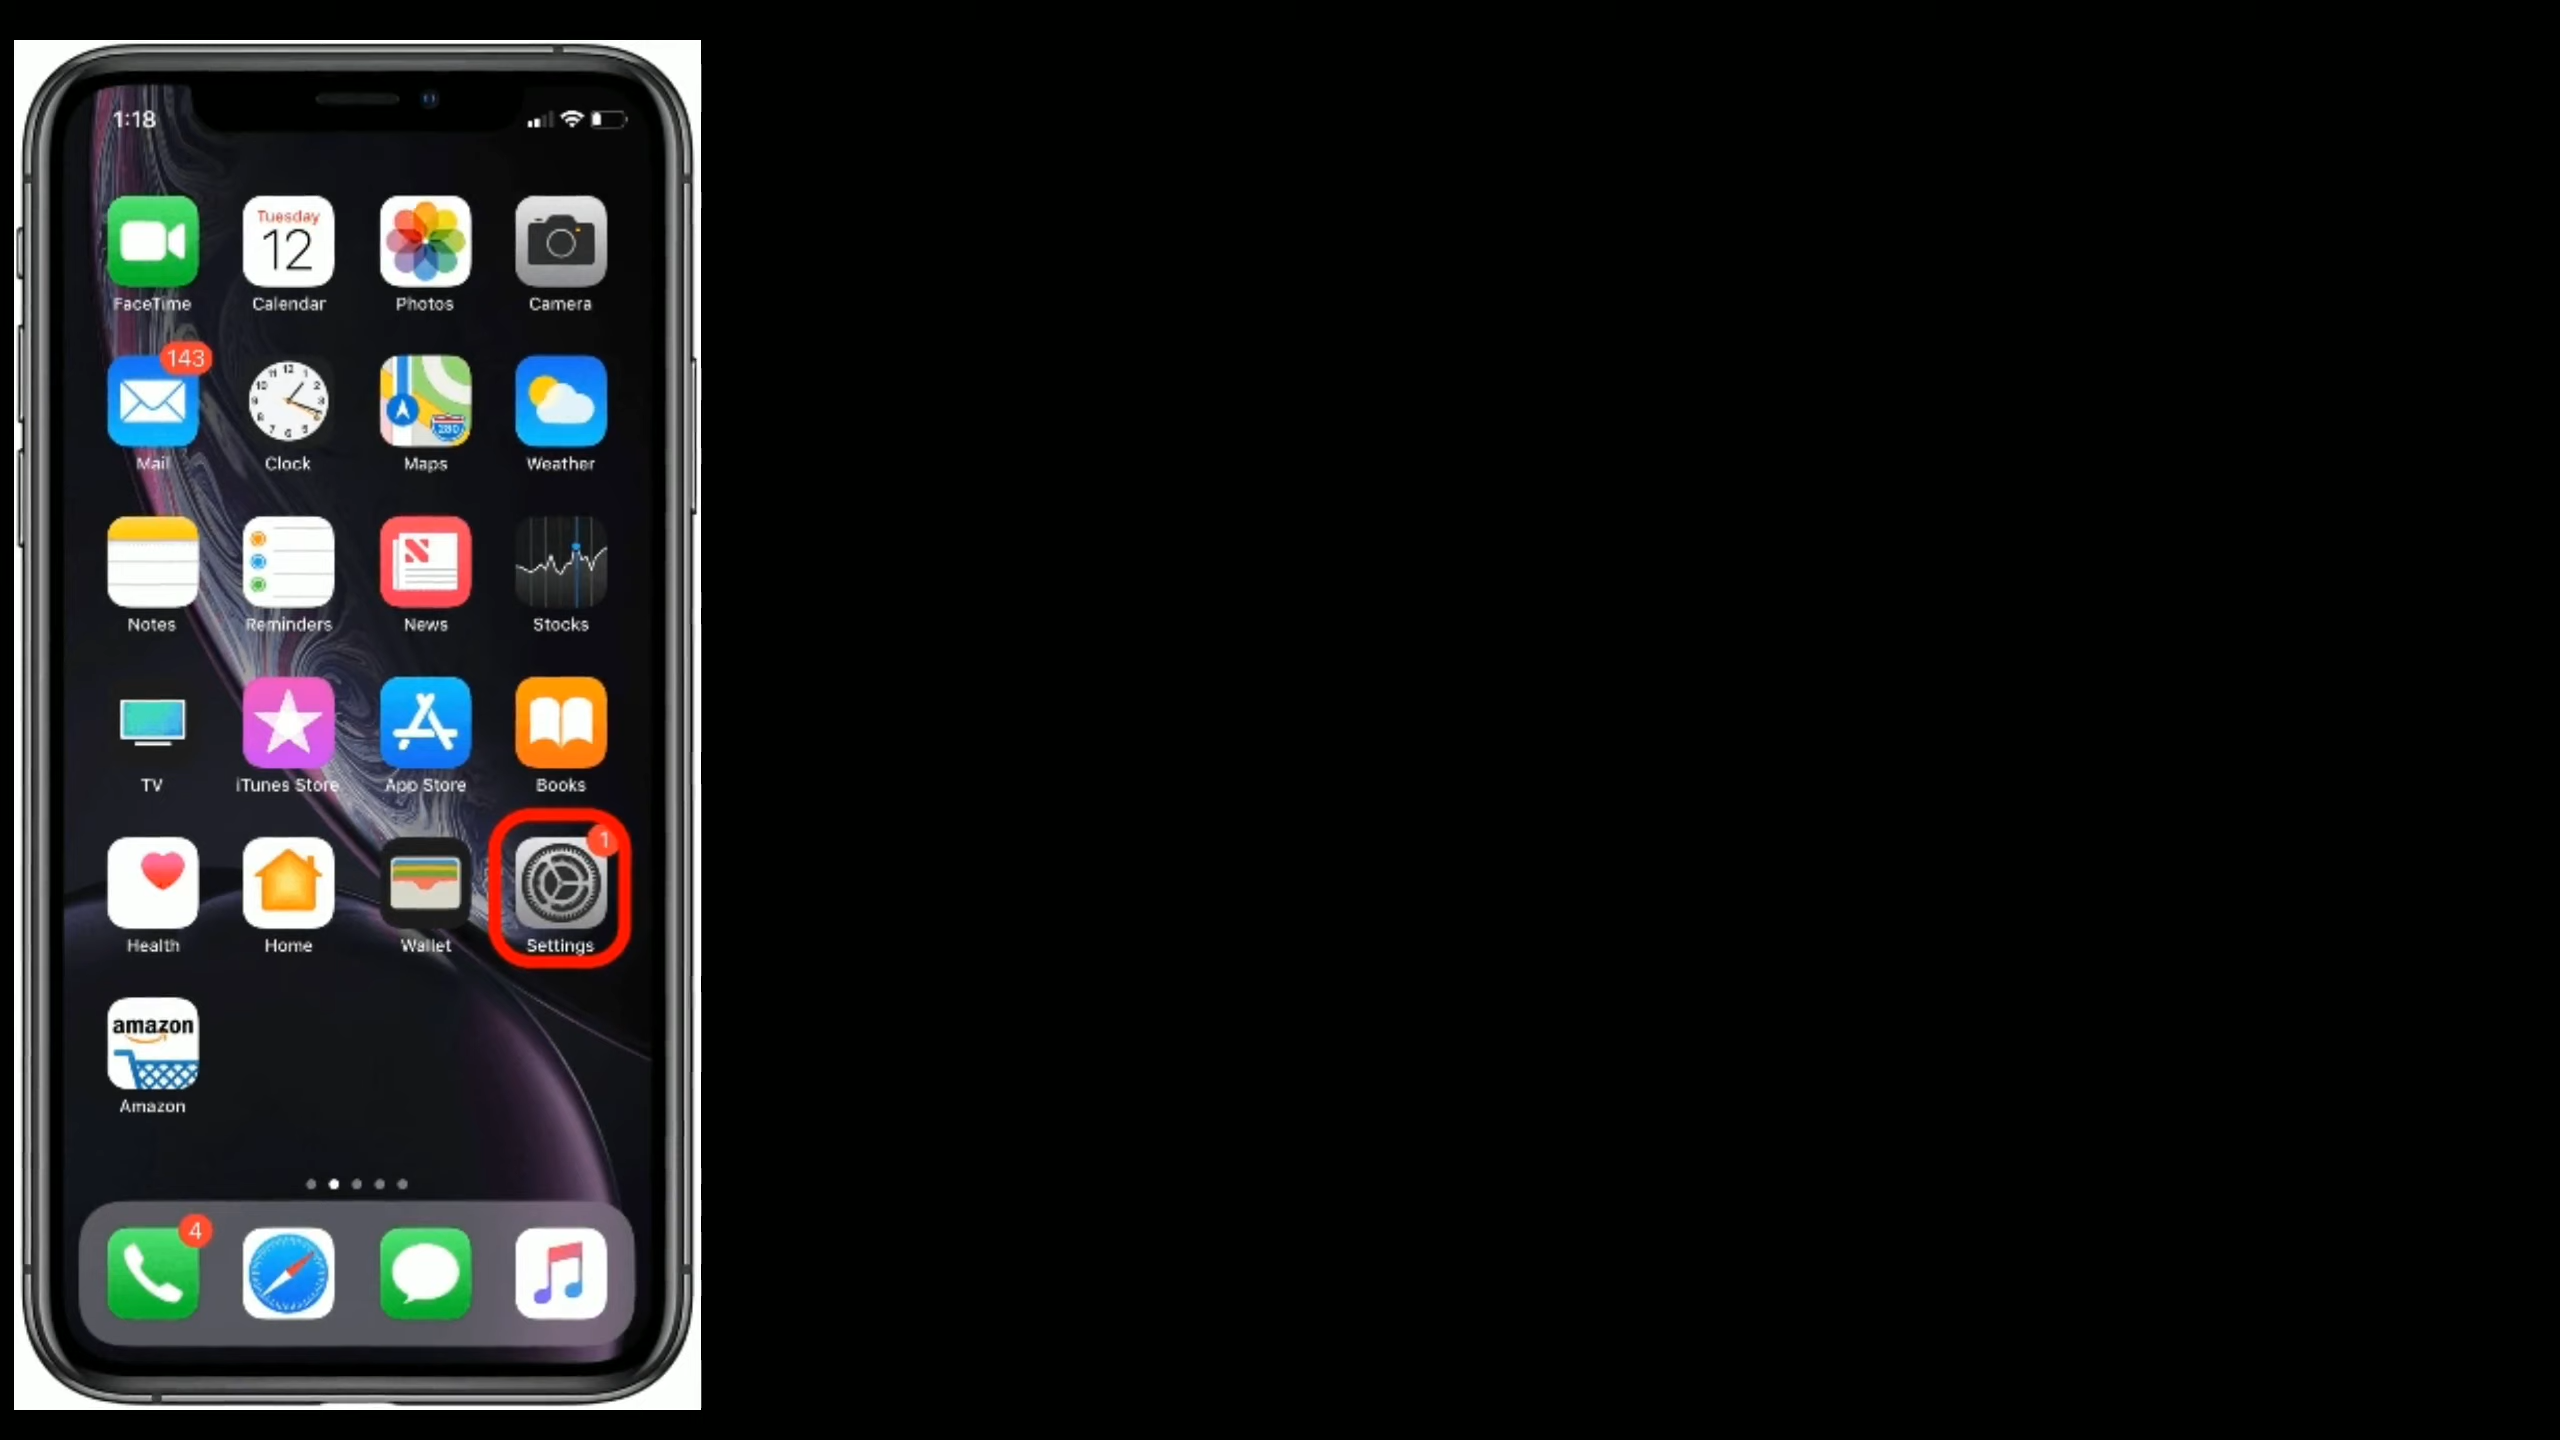 1:18
Tuesday
12
FaceTime
Calendar
Photos
Camera
143
280
Mail
Clock
Maps
Weather
Notes
Reminders
News
Stocks
TV
iTunes Store
App Store
Books
1
Health
Home
Wallet
Settings
amazon
Amazon
4